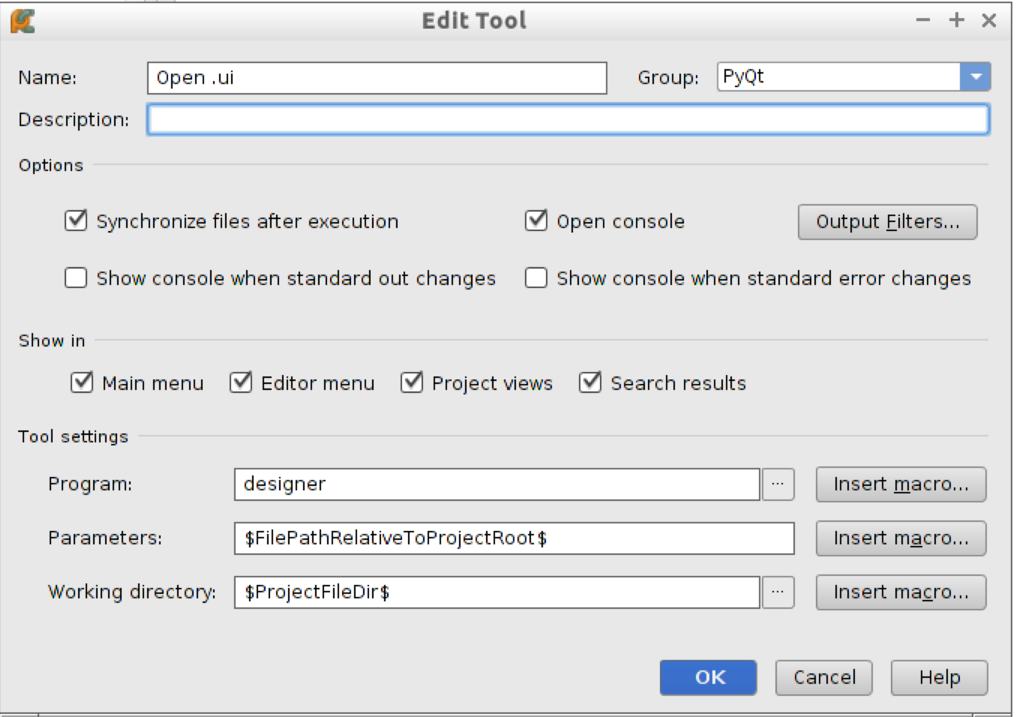 Edit Tool
Name: Open .ui Group: PyQt
Description:
Options
Synchronize files after execution Open console Output Filters...
Show console when standard out changes Show console when standard error changes
Show in
Main menu Editor menu Project views Search results
Tool settings
Program: designer ... Insert macro...
Parameters: $FilePathRelativeToProjectRoot$ Insert macro...
Working directory: $ProjectFileDir$ ... Insert macro...
OK Cancel Help